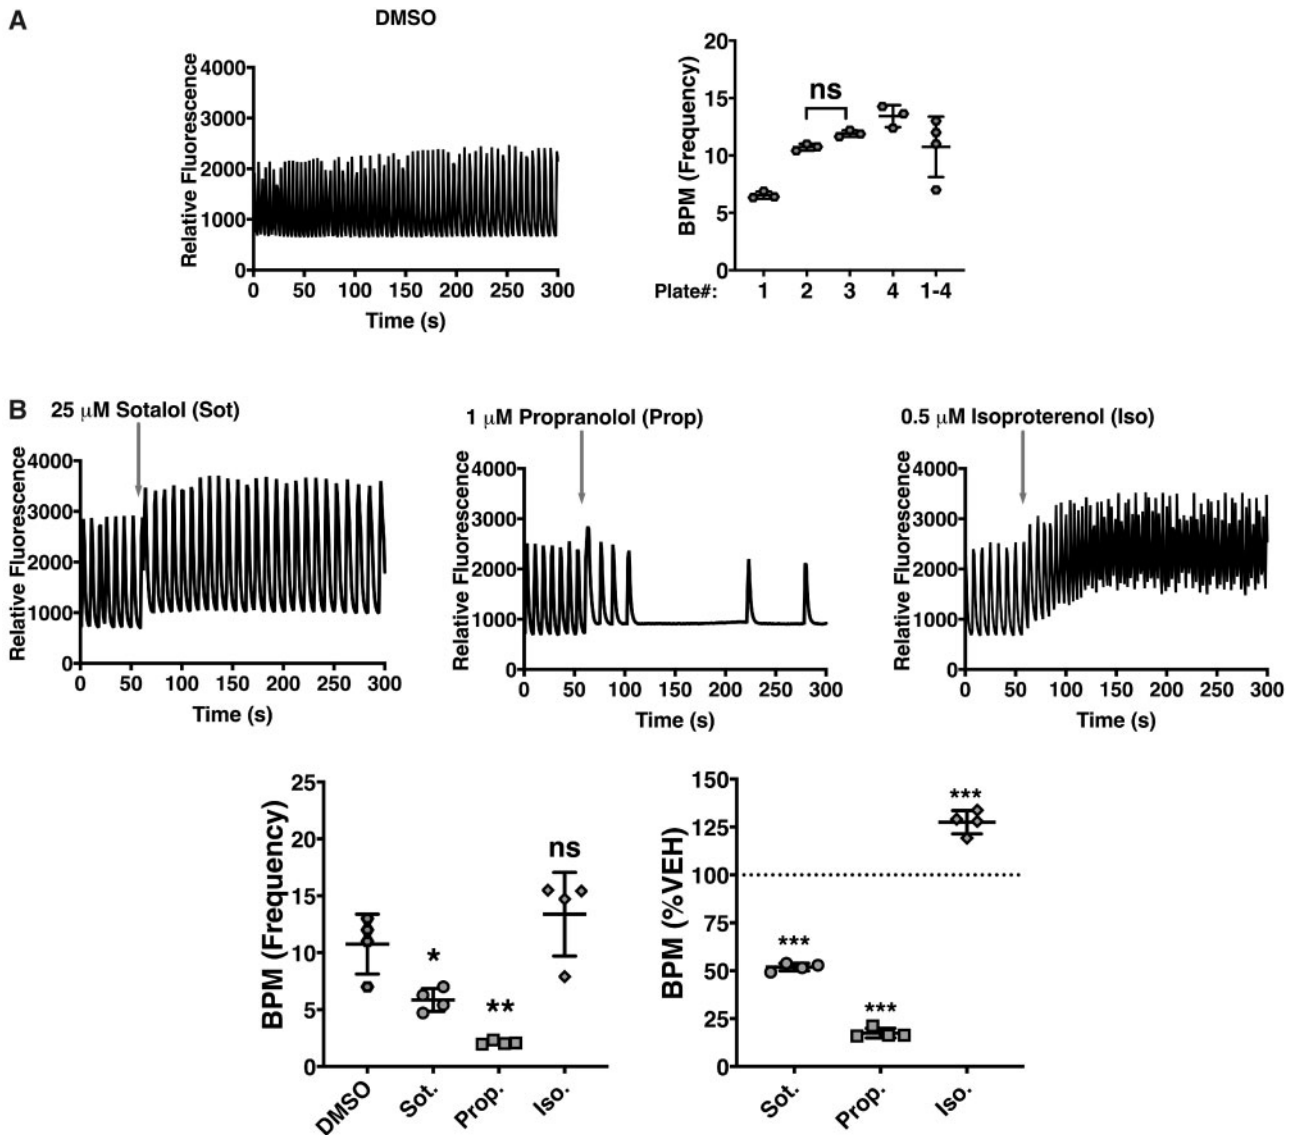 A
DMSO
Relative Fluorescence
4000
3000
2000
1000
0
0 50 100 150 200 250 300
Time (s)
BPM (Frequency)
20
15
10
5
0
ns
Plate#: 1 2 3 4 1-4
B
25 μM Sotalol (Sot)
Relative Fluorescence
4000
3000
2000
1000
0
0 50 100 150 200 250 300
Time (s)
1 μM Propranolol (Prop)
Relative Fluorescence
4000
3000
2000
1000
0
0 50 100 150 200 250 300
Time (s)
0.5 μM Isoproterenol (Iso)
Relative Fluorescence
4000
3000
2000
1000
0
0 50 100 150 200 250 300
Time (s)
BPM (Frequency)
25
20
15
10
5
0
*
**
ns
DMSO Sot. Prop. Iso.
BPM (%VEH)
150
125
100
75
50
25
0
***
***
***
Sot. Prop. Iso.